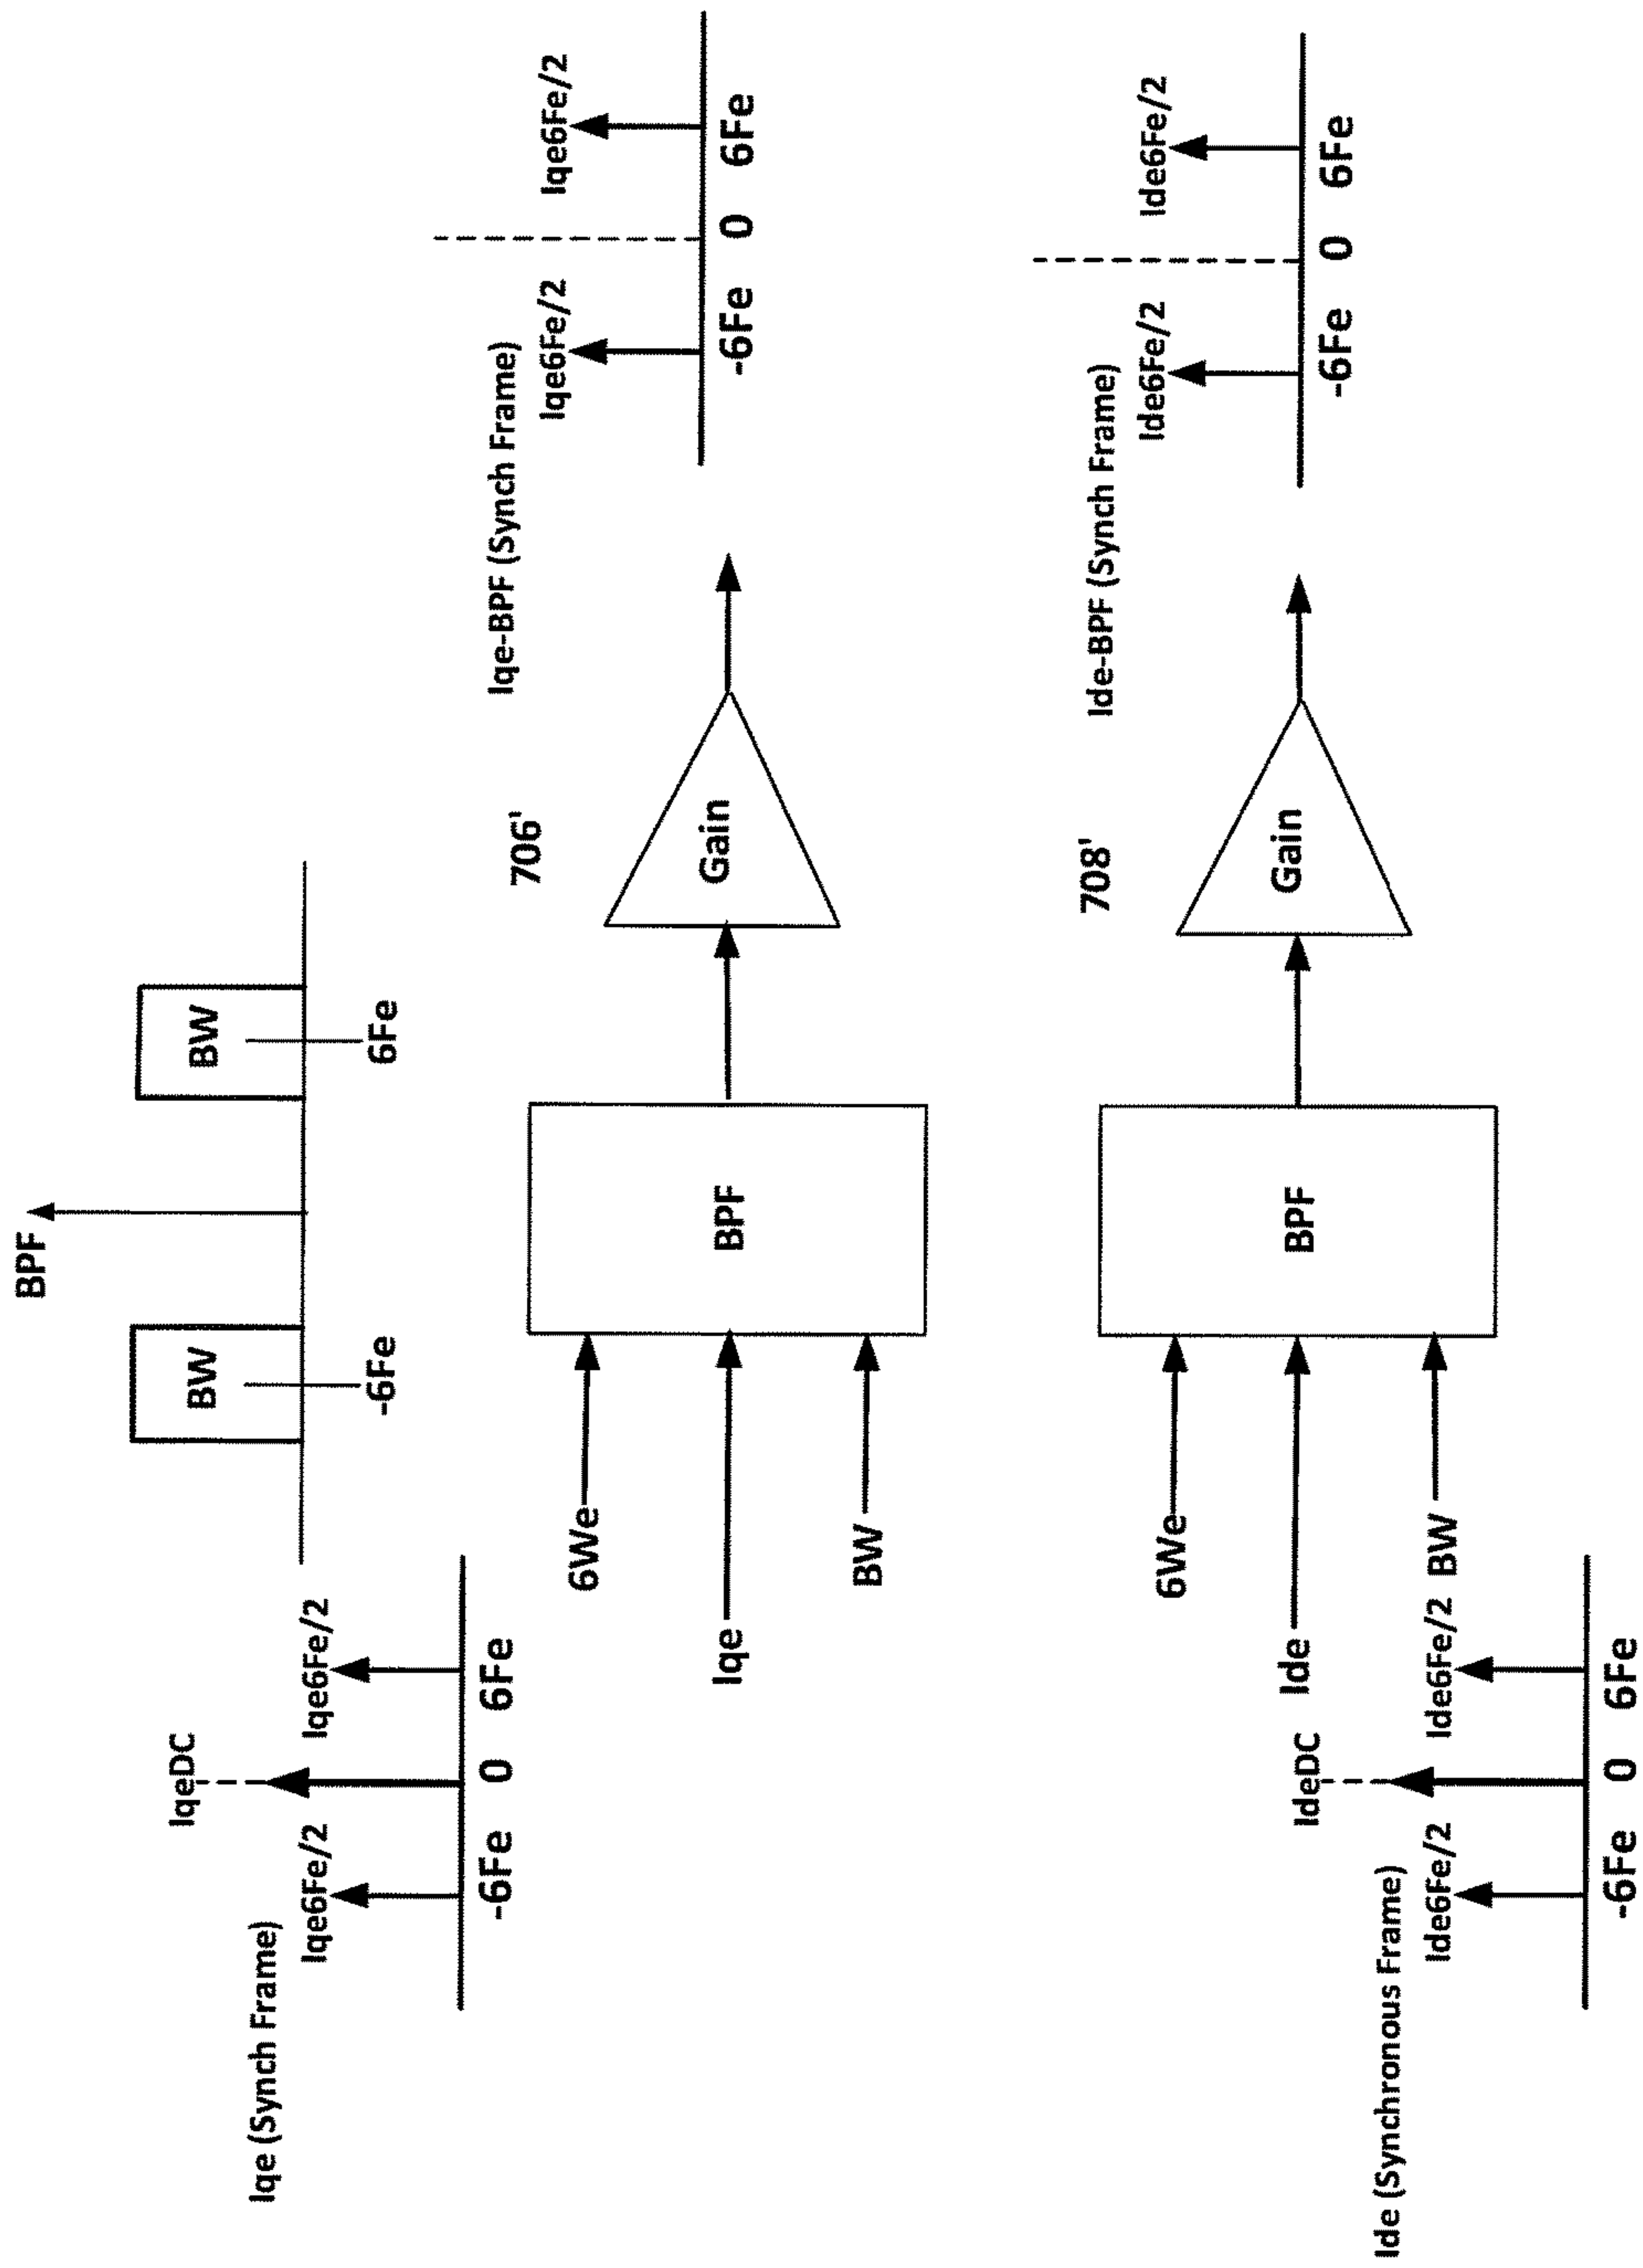 BPF
BW
BW
-6Fe
6Fe
Iqe (Synch Frame)
IqeDC
Iqe6Fe/2
Iqe6Fe/2
-6Fe
0
6Fe
6We
Iqe
BW
BPF
706'
Gain
Iqe-BPF (Synch Frame)
Iqe6Fe/2
Iqe6Fe/2
-6Fe
0
6Fe
6We
Ide
BW
BPF
708'
Gain
Ide-BPF (Synch Frame)
Ide6Fe/2
Ide6Fe/2
-6Fe
0
6Fe
Ide (Synchronous Frame)
IdeDC
Ide6Fe/2
Ide6Fe/2
-6Fe
0
6Fe